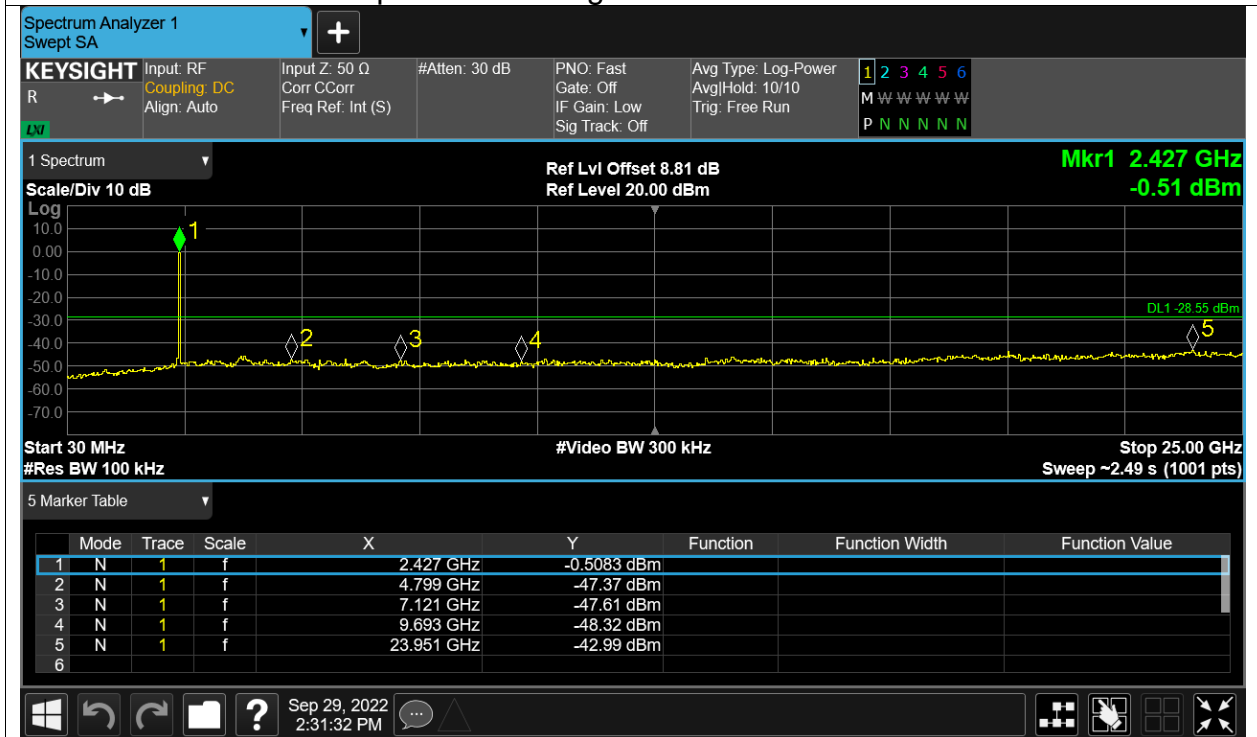 Spectrum Analyzer 1
Swept SA
+
KEYSIGHT Input: RF Input Z: 50 Ω #Atten: 30 dB PNO: Fast Avg Type: Log-Power 1 2 3 4 5 6
R Coupling: DC Corr CCorr Gate: Off Avg|Hold: 10/10 M W W W W W
Align: Auto Freq Ref: Int (S) IF Gain: Low Trig: Free Run
LXI Sig Track: Off P N N N N N
1 Spectrum Ref Lvl Offset 8.81 dB Mkr1 2.427 GHz
Scale/Div 10 dB Ref Level 20.00 dBm -0.51 dBm
Log
10.0 1
0.00
-10.0
-20.0
DL1 -28.55 dBm
-30.0
-40.0 2 3 4 5
-50.0
-60.0
-70.0
Start 30 MHz #Video BW 300 kHz Stop 25.00 GHz
#Res BW 100 kHz Sweep ~2.49 s (1001 pts)
5 Marker Table
Mode Trace Scale X Y Function Function Width Function Value
1 N 1 f 2.427 GHz -0.5083 dBm
2 N 1 f 4.799 GHz -47.37 dBm
3 N 1 f 7.121 GHz -47.61 dBm
4 N 1 f 9.693 GHz -48.32 dBm
5 N 1 f 23.951 GHz -42.99 dBm
6
? Sep 29, 2022
2:31:32 PM